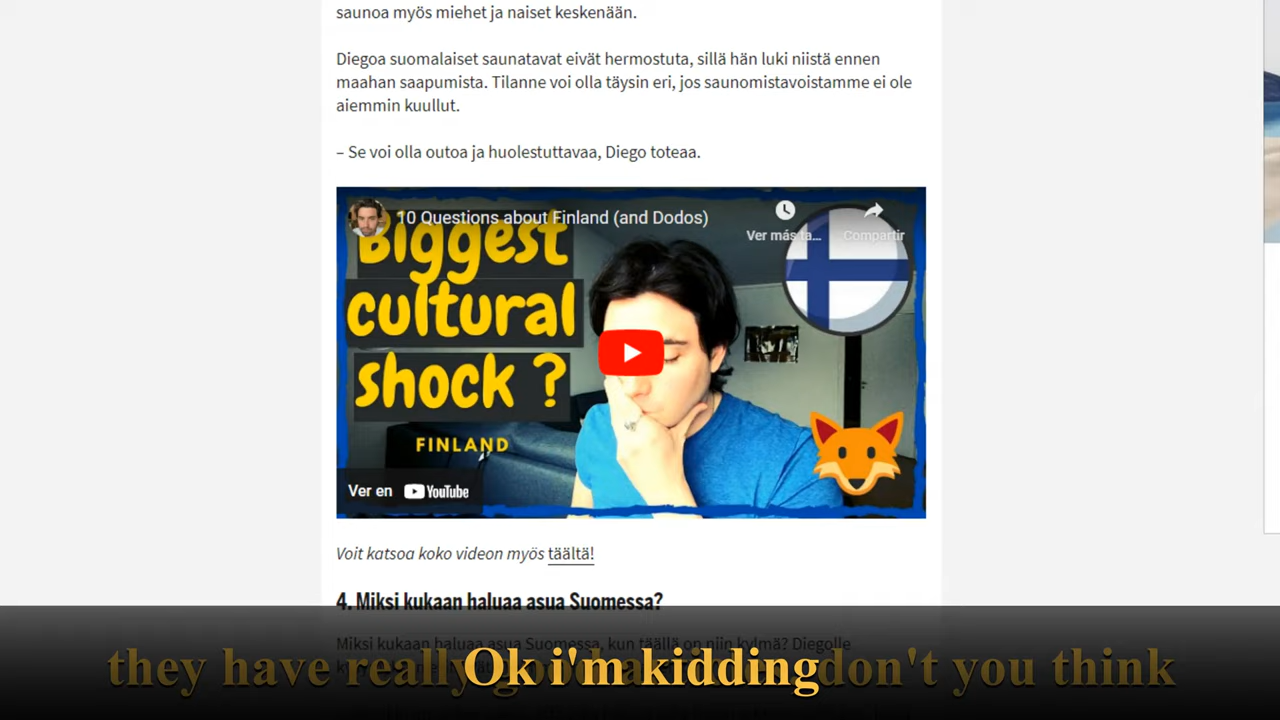 saunoa myös miehet ja naiset keskenään.
Diegoa suomalaiset saunatavat eivät hermostuta, sillä hän luki niistä ennen
maahan saapumista. Tilanne voi olla täysin eri, jos saunomistavoistamme ei ole
aiemmin kuullut.
– Se voi olla outoa ja huolestuttavaa, Diego toteaa.
10 Questions about Finland (and Dodos)
Ver más ta...
Compartir
Biggest
cultural
shock ?
FINLAND
Ver en YouTube
Voit katsoa koko videon myös täältä!
4. Miksi kukaan haluaa asua Suomessa?
Miksi kukaan haluaa asua Suomessa, kun täällä on niin kylmä? Diegolle
they have really don't you think
Ok i'm kidding